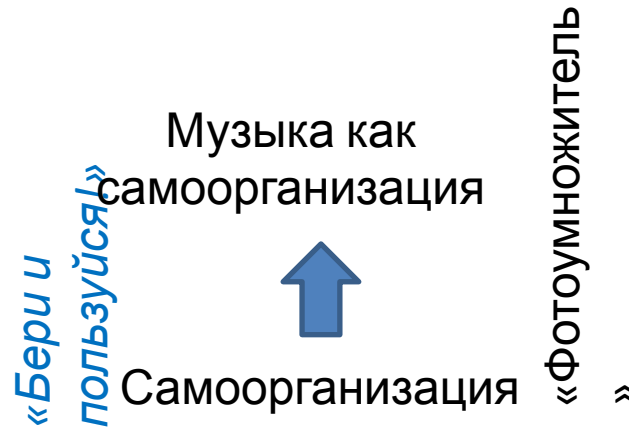 «Бери и
пользуйся!»
Музыка как
самоорганизация
Самоорганизация
«Фотоумножитель
»